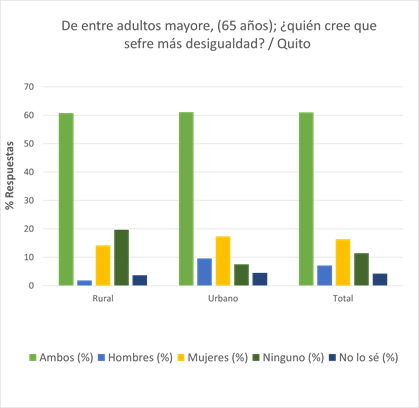 De entre adultos mayore, (65 años); ¿quién cree que
sefre más desigualdad? / Quito
70
60
50
40
30
20
10
0
% Respuestas
Rural
Urbano
Total
Ambos (%)
Hombres (%)
Mujeres (%)
Ninguno (%)
No lo sé (%)